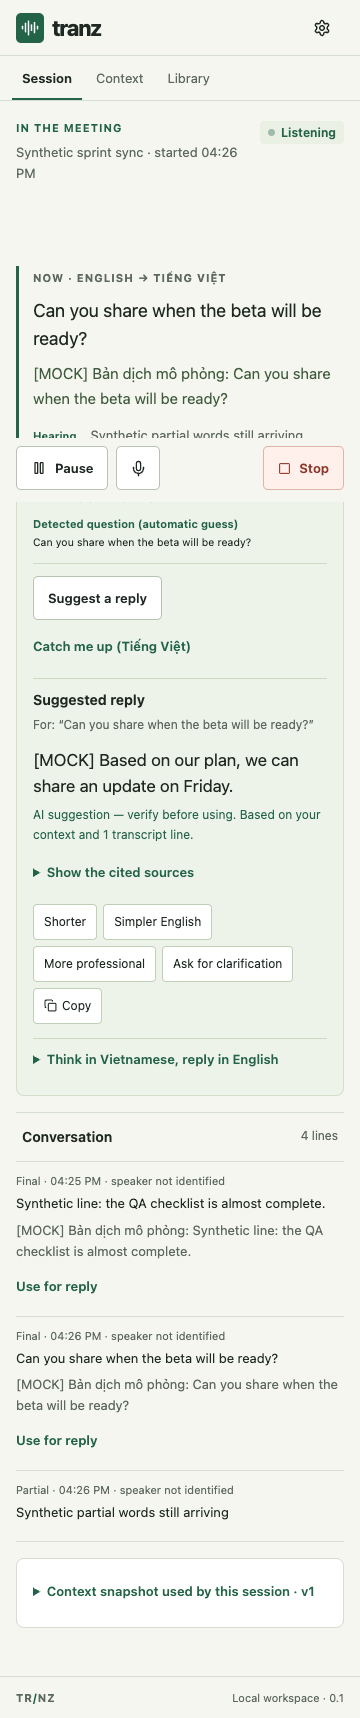 tranz
Session Context Library
IN THE MEETING
Listening
Synthetic sprint sync · started 04:26
PM
NOW · ENGLISH → TIẾNG VIỆT
Can you share when the beta will be
ready?
[MOCK] Bản dịch mô phỏng: Can you share
when the beta will be ready?
Hearing Synthetic partial words still arriving
Pause
Stop
Detected question (automatic guess)
Can you share when the beta will be ready?
Suggest a reply
Catch me up (Tiếng Việt)
Suggested reply
For: “Can you share when the beta will be ready?”
[MOCK] Based on our plan, we can
share an update on Friday.
AI suggestion — verify before using. Based on your
context and 1 transcript line.
Show the cited sources
Shorter Simpler English
More professional Ask for clarification
Copy
Think in Vietnamese, reply in English
Conversation 4 lines
Final · 04:25 PM · speaker not identified
Synthetic line: the QA checklist is almost complete.
[MOCK] Bản dịch mô phỏng: Synthetic line: the QA
checklist is almost complete.
Use for reply
Final · 04:26 PM · speaker not identified
Can you share when the beta will be ready?
[MOCK] Bản dịch mô phỏng: Can you share when the
beta will be ready?
Use for reply
Partial · 04:26 PM · speaker not identified
Synthetic partial words still arriving
Context snapshot used by this session · v1
TR/NZ Local workspace · 0.1